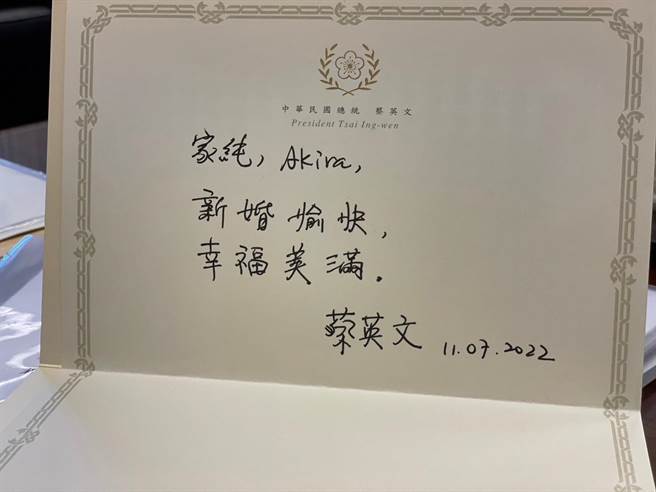 中華民國總統 蔡英文
President Tsai Ing-wen
家純, Akira,
新婚愉快,
幸福美滿.
蔡英文 11.07.2022